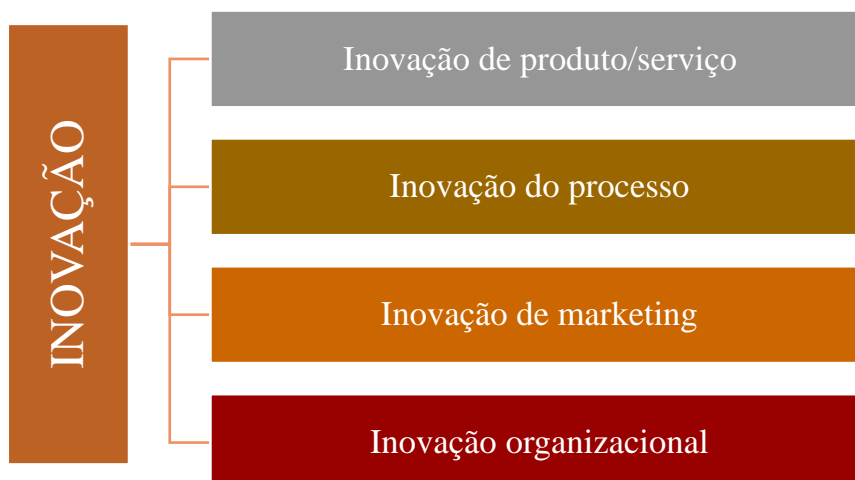 INOVAÇÃO
Inovação de produto/serviço
Inovação do processo
Inovação de marketing
Inovação organizacional